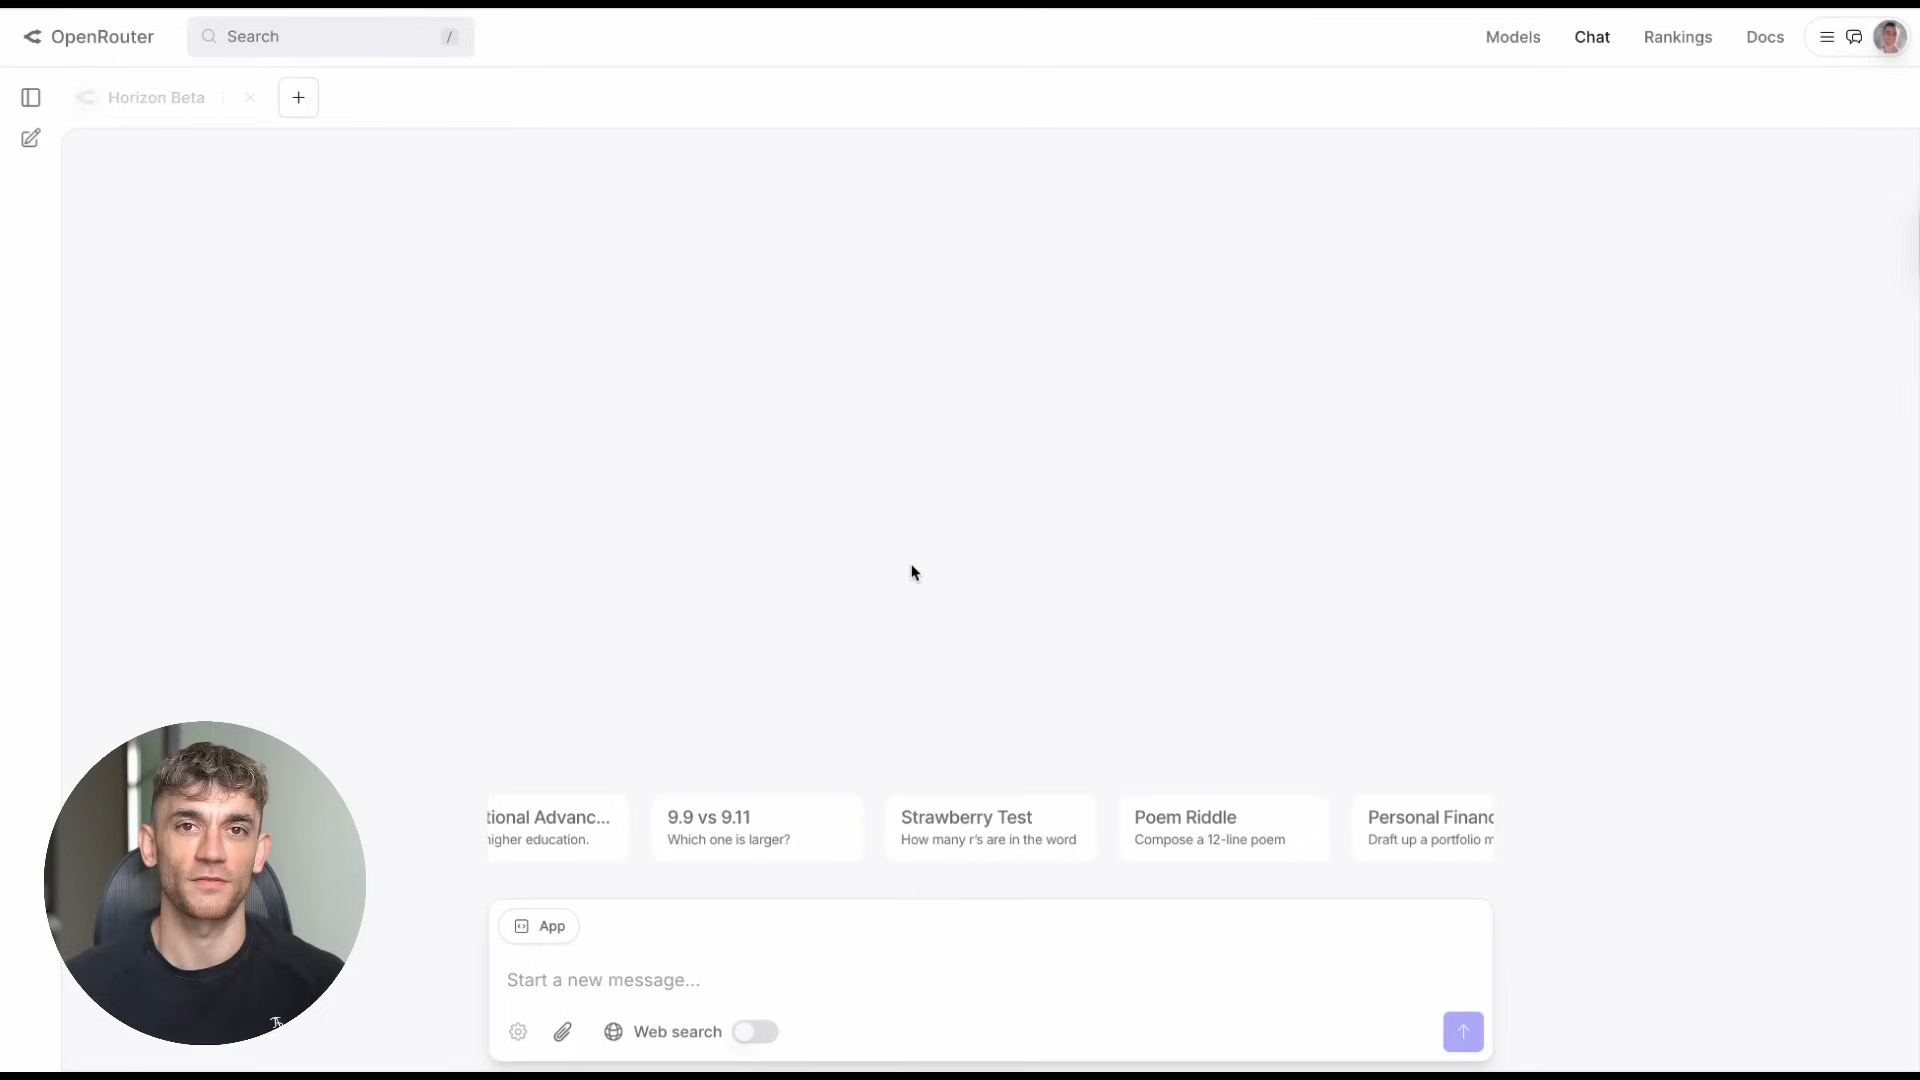 OpenRouter
Search
/
Models
Chat
Rankings
Docs
Horizon Beta
tional Advanc...
higher education.
9.9 vs 9.11
Which one is larger?
Strawberry Test
How many r's are in the word
Poem Riddle
Compose a 12-line poem
Personal Financ
Draft up a portfolio m
App
Start a new message...
Web search